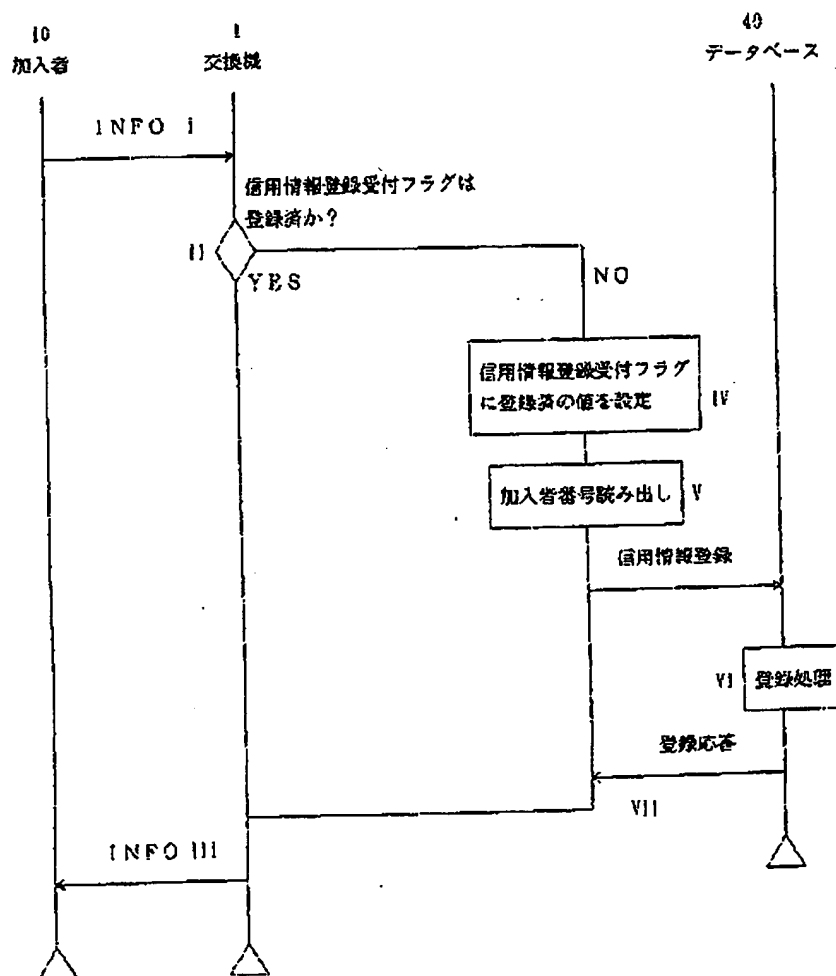 10
加入者
1
交換機
40
データベース
INFO i
信用情報登録受付フラグは
登録済か？
II
YES
NO
信用情報登録受付フラグ
に登録済の値を設定
IV
加入者番号読み出し
V
信用情報登録
VI
登録処理
登録応答
VII
INFO III